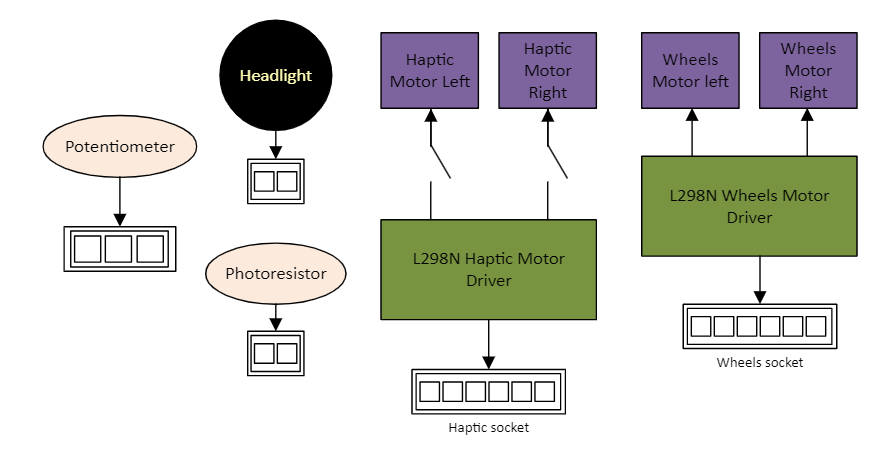 Headlight
Haptic
Motor Left
Haptic
Motor
Right
Wheels
Motor left
Wheels
Motor
Right
Potentiometer
L298N Wheels Motor
Driver
Photoresistor
L298N Haptic Motor
Driver
Wheels socket
Haptic socket